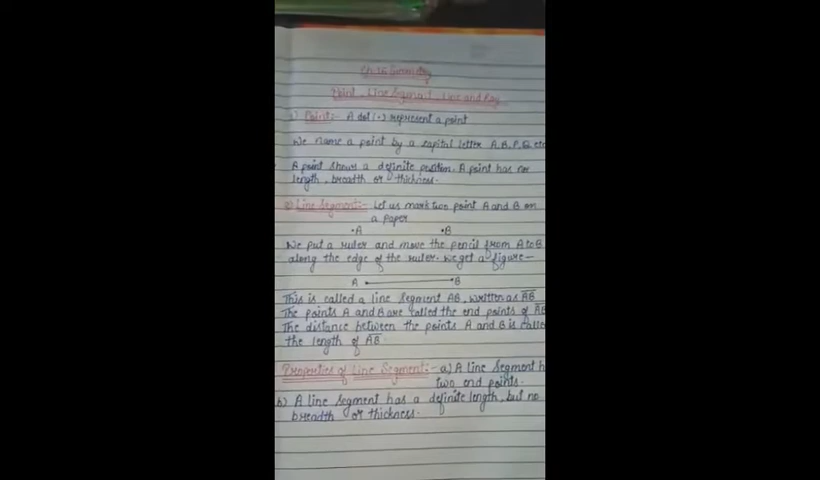 Ch 16 Geometry
Point, Line Segment, Line and Ray
1) Point:- A dot (·) represent a point
We name a point by a capital letter A, B, P, Q etc
A point shows a definite position. A point has no
length, breadth or thickness.
2) Line Segment:- Let us mark two point A and B on
a paper
•A •B
We put a ruler and move the pencil from A to B
along the edge of the ruler. We get a figure—
A B
This is called a line segment AB, written as A̅B̅
The points A and B are called the end points of A̅B̅
The distance between the points A and B is calle
the length of A̅B̅
Properties of Line Segment:- a) A line Segment h
two end points.
b) A line segment has a definite length, but no
breadth or thickness.